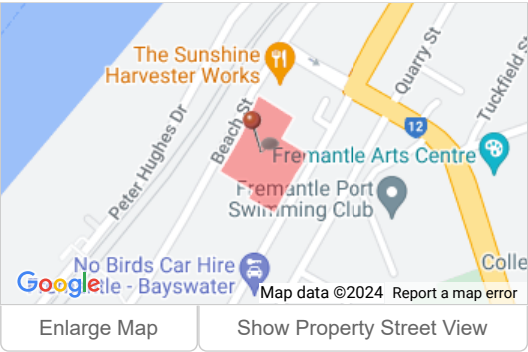 The Sunshine
Harvester Works
Quarry St
Tuckfield St
Beach St
Peter Hughes Dr
12
Fremantle Arts Centre
Fremantle Port
Swimming Club
No Birds Car Hire
- Bayswater
Colle
Google
Map data ©2024 Report a map error
Enlarge Map
Show Property Street View